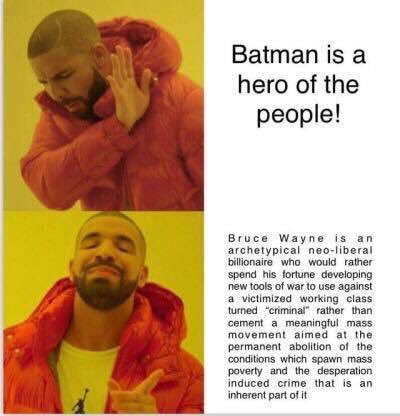 Batman is a
hero of the
people!
Bruce Wayne is an
archetypical neo-liberal
billionaire who would rather
spend his fortune developing
new tools of war to use against
a victimized working class
turned "criminal" rather than
cement a meaningful mass
movement aimed at the
permanent abolition of the
conditions which spawn mass
poverty and the desperation
induced crime that is an
inherent part of it